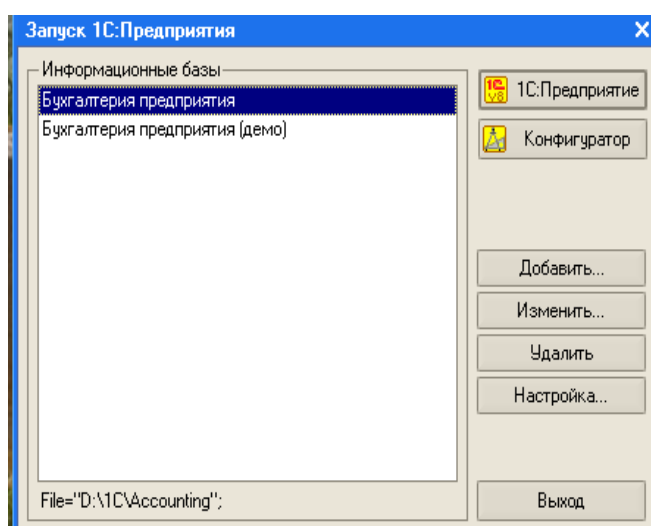 Запуск 1С:Предприятия
Информационные базы
Бухгалтерия предприятия
Бухгалтерия предприятия (демо)
1С:Предприятие
Конфигуратор
Добавить...
Изменить...
Удалить
Настройка...
File="D:\1C\Accounting";
Выход